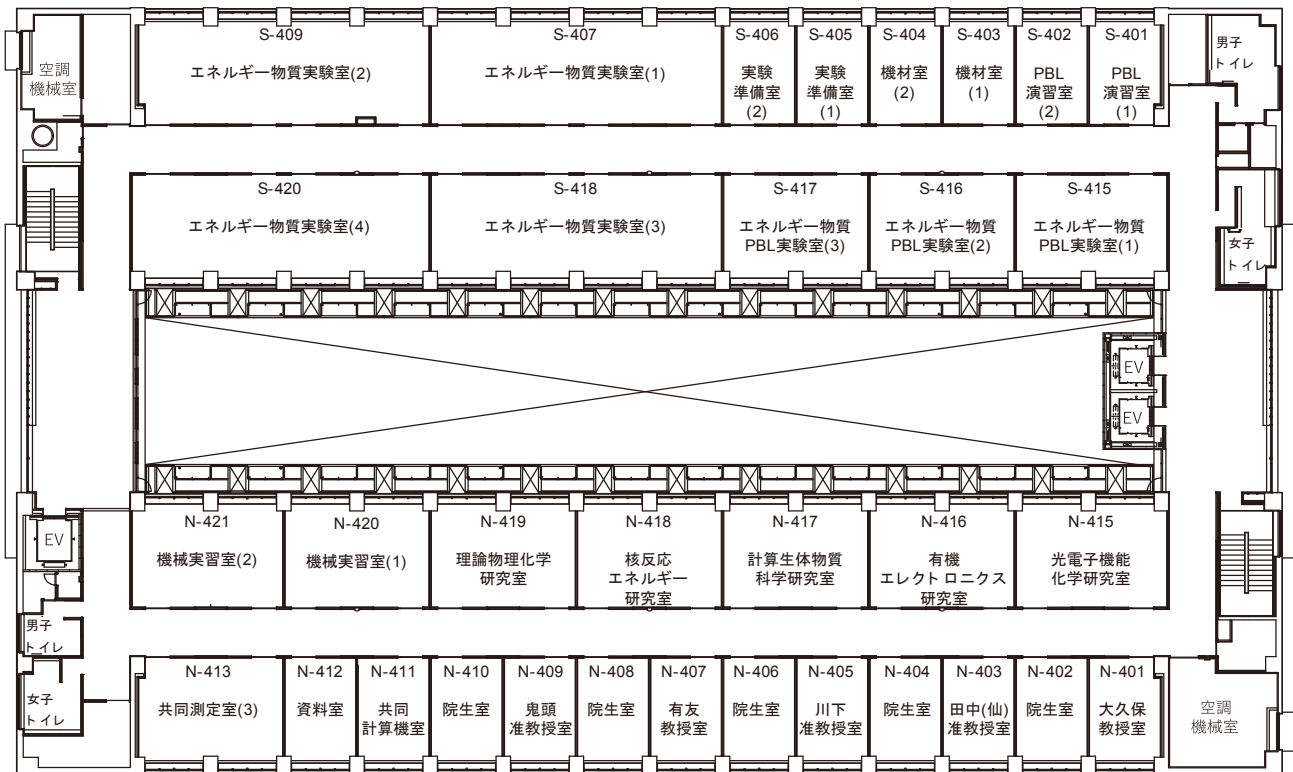 空調
機械室
S-409
エネルギー物質実験室(2)
S-407
エネルギー物質実験室(1)
S-406
実験
準備室
(2)
S-405
実験
準備室
(1)
S-404
機材室
(2)
S-403
機材室
(1)
S-402
PBL
演習室
(2)
S-401
PBL
演習室
(1)
男子
トイレ
S-420
エネルギー物質実験室(4)
S-418
エネルギー物質実験室(3)
S-417
エネルギー物質
PBL実験室(3)
S-416
エネルギー物質
PBL実験室(2)
S-415
エネルギー物質
PBL実験室(1)
女子
トイレ
EV
EV
EV
N-421
機械実習室(2)
N-420
機械実習室(1)
N-419
理論物理化学
研究室
N-418
核反応
エネルギー
研究室
N-417
計算生体物質
科学研究室
N-416
有機
エレクトロニクス
研究室
N-415
光電子機能
化学研究室
男子
トイレ
女子
トイレ
N-413
共同測定室(3)
N-412
資料室
N-411
共同
計算機室
N-410
院生室
N-409
鬼頭
准教授室
N-408
院生室
N-407
有友
教授室
N-406
院生室
N-405
川下
准教授室
N-404
院生室
N-403
田中(仙)
准教授室
N-402
院生室
N-401
大久保
教授室
空調
機械室